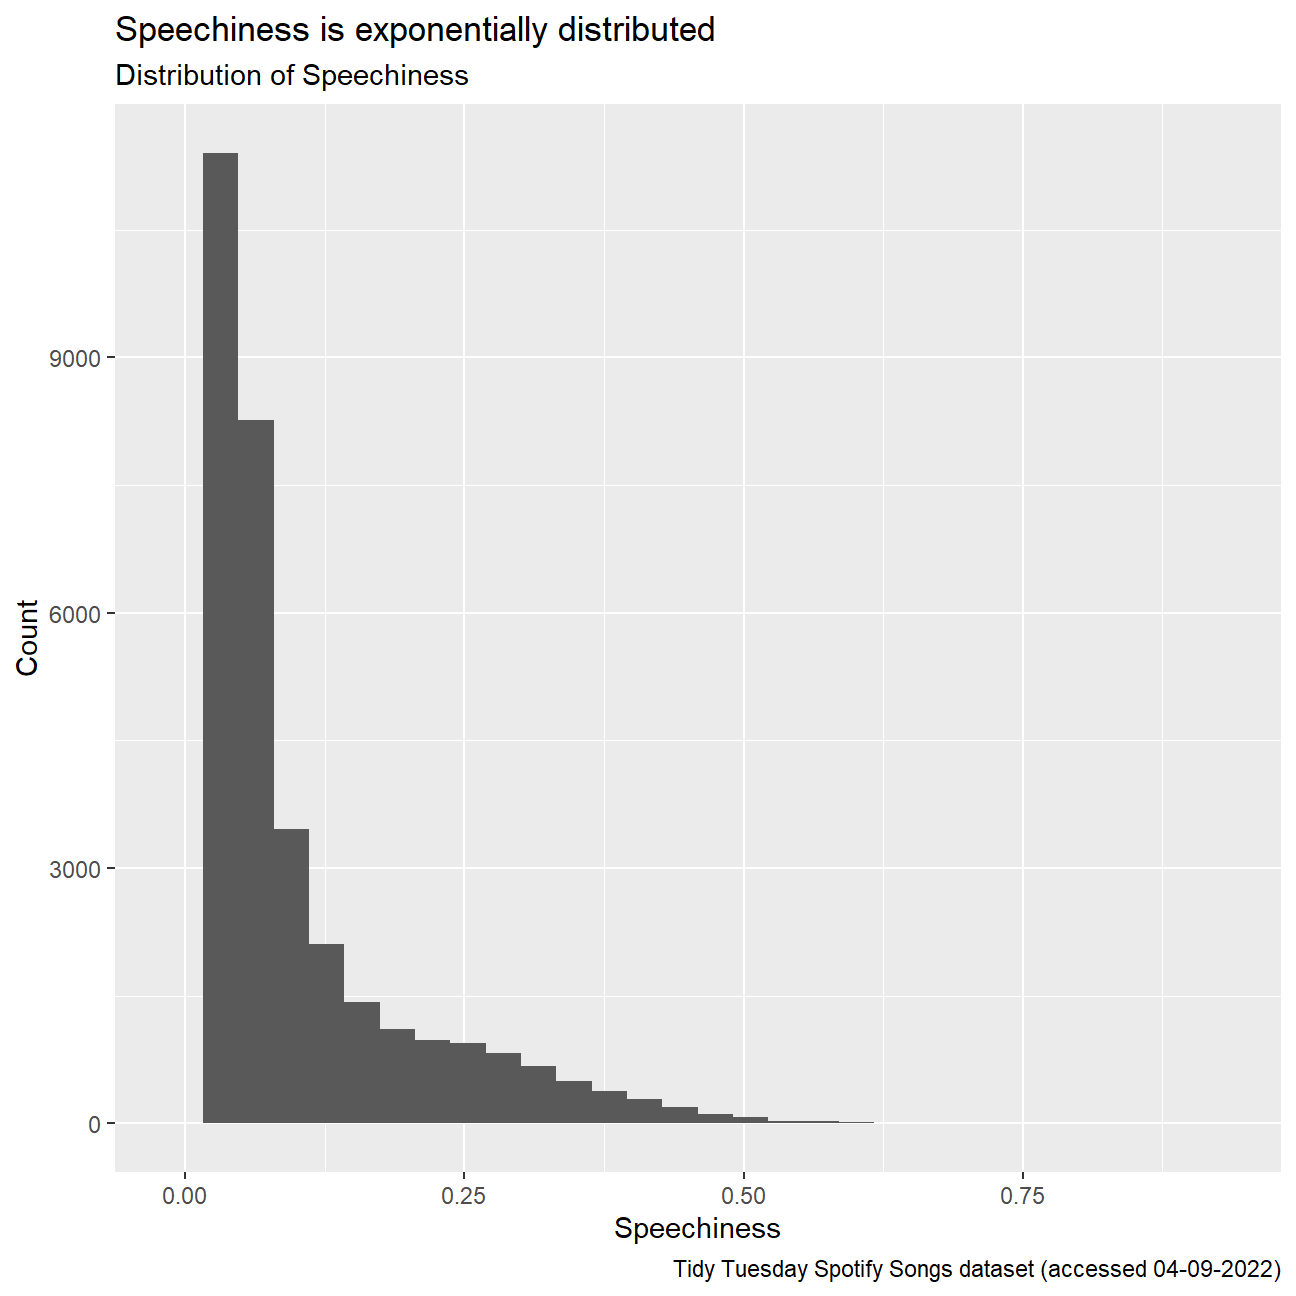 Speechiness is exponentially distributed
Distribution of Speechiness
9000
6000
3000
0
Count
0.00 0.25 0.50 0.75
Speechiness
Tidy Tuesday Spotify Songs dataset (accessed 04-09-2022)